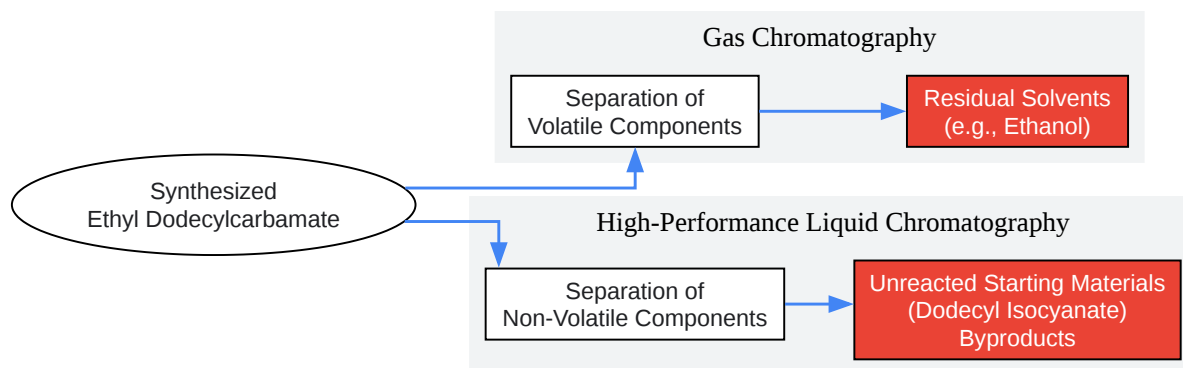 Gas Chromatography
Separation of
Volatile Components
Residual Solvents
(e.g., Ethanol)
Synthesized
Ethyl Dodecylcarbamate
High-Performance Liquid Chromatography
Separation of
Non-Volatile Components
Unreacted Starting Materials
(Dodecyl Isocyanate)
Byproducts